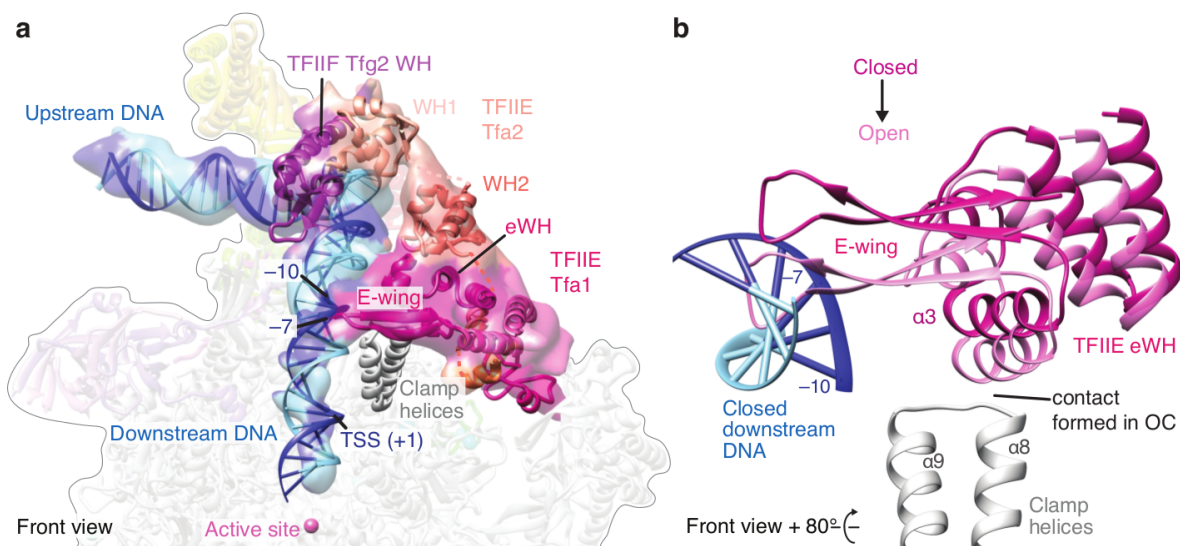 a
TFIIF Tfg2 WH
Upstream DNA
WH1
TFIIE
Tfa2
WH2
eWH
TFIIE
Tfa1
−10
E-wing
−7
Clamp
helices
Downstream DNA
TSS (+1)
Front view
Active site
b
Closed
Open
E-wing
−7
α3
TFIIE eWH
−10
Closed
downstream
DNA
contact
formed in OC
α9
α8
Clamp
helices
Front view + 80º